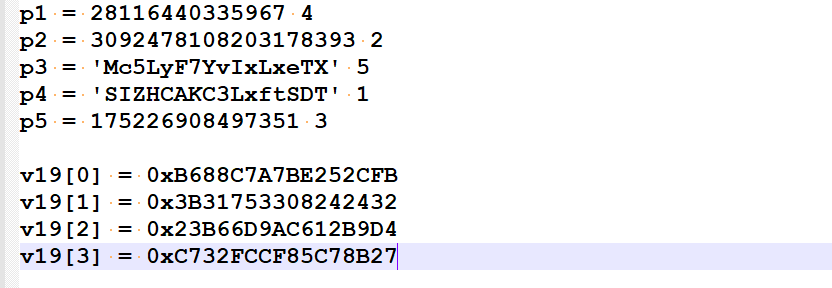 p1 = 28116440335967 4
p2 = 3092478108203178393 2
p3 = 'Mc5LyF7YvIxLxeTX' 5
p4 = 'SIZHCAKC3LxftSDT' 1
p5 = 175226908497351 3
v19[0] = 0xB688C7A7BE252CFB
v19[1] = 0x3B31753308242432
v19[2] = 0x23B66D9AC612B9D4
v19[3] = 0xC732FCCF85C78B27